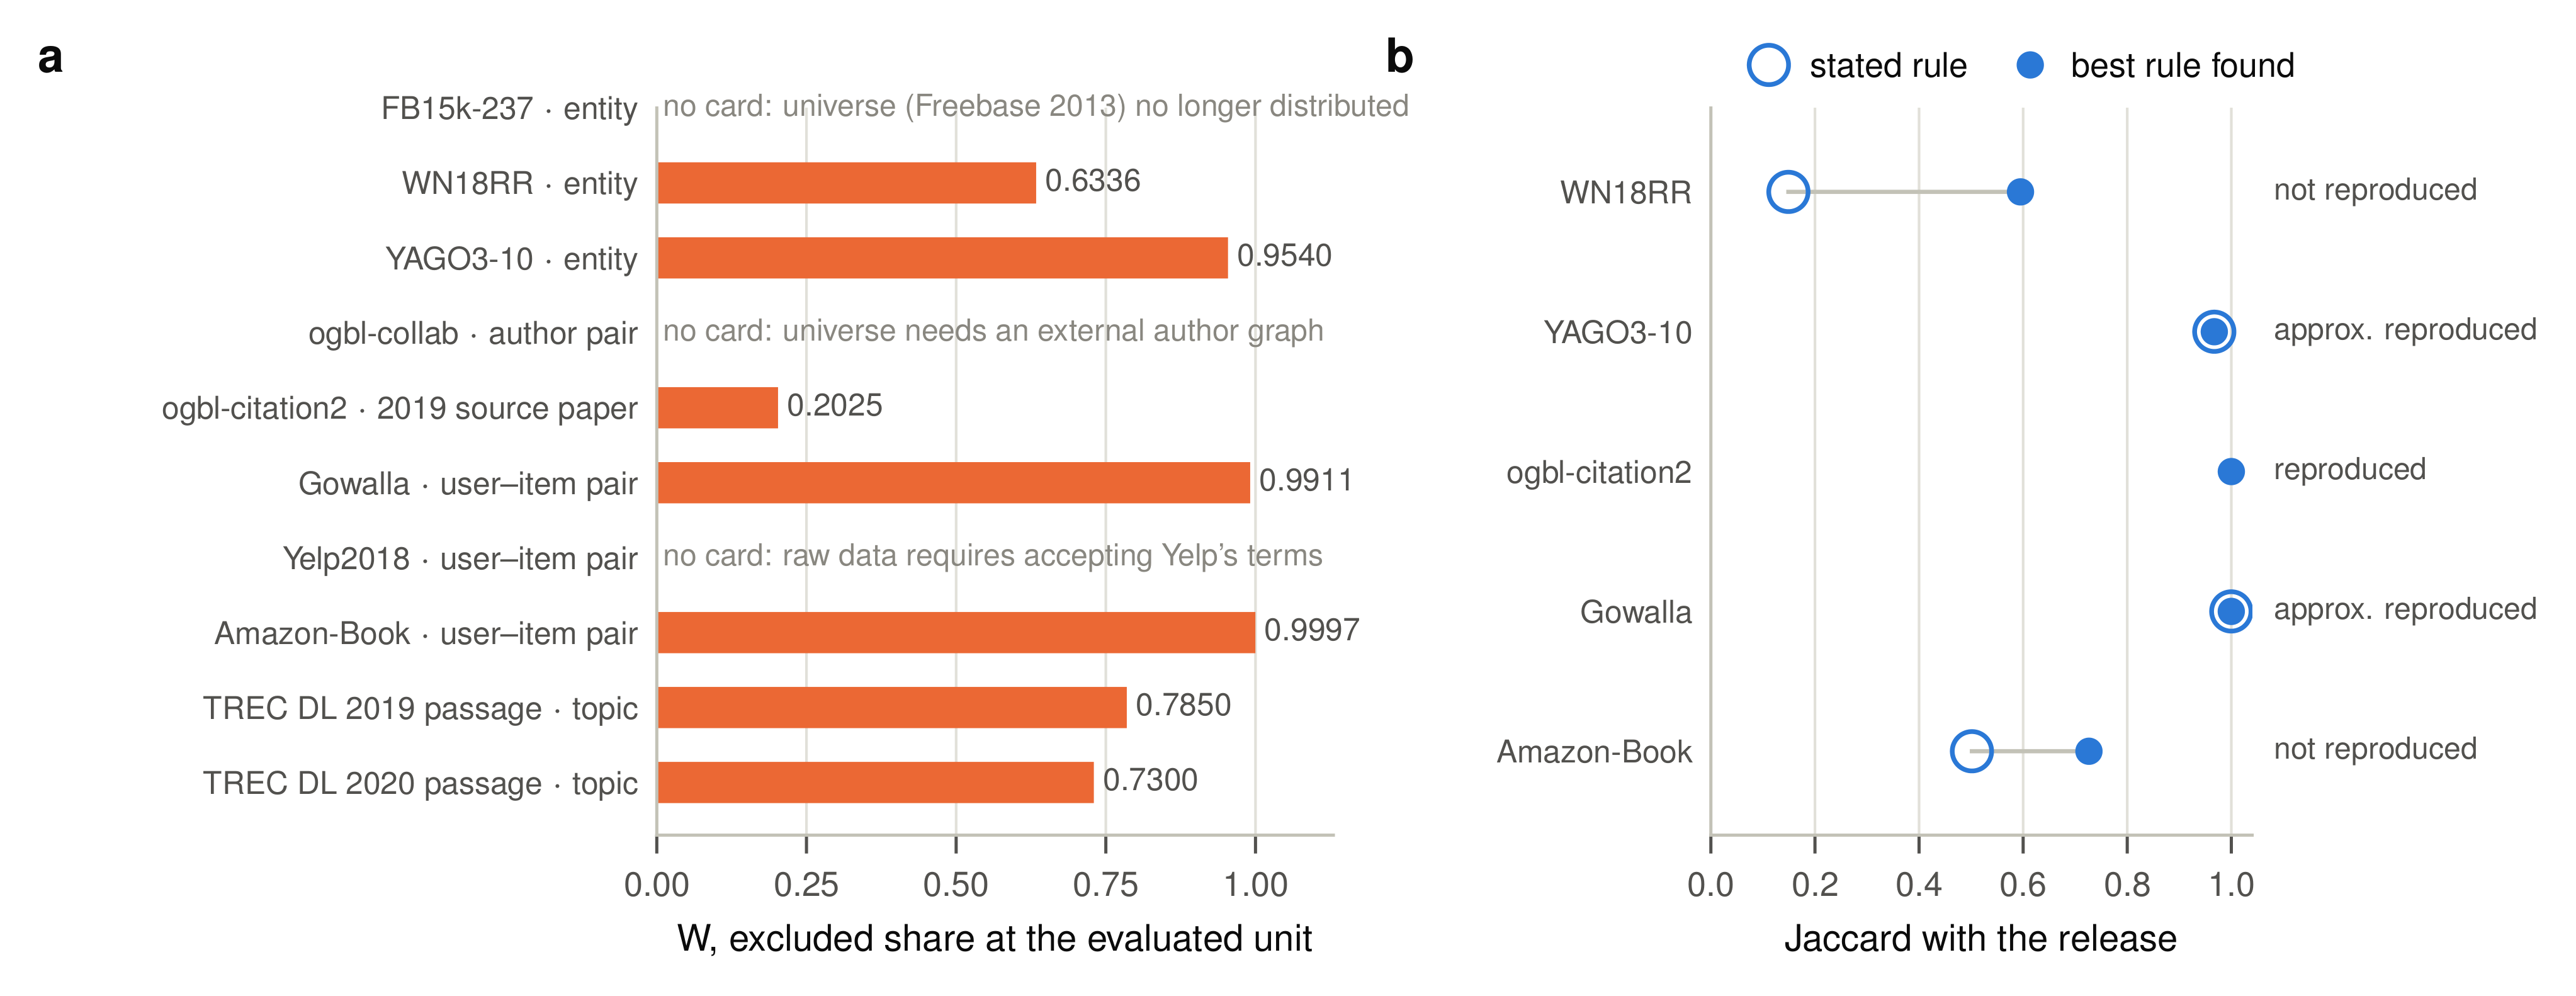 a
FB15k-237 · entity no card: universe (Freebase 2013) no longer distributed
WN18RR · entity 0.6336
YAGO3-10 · entity 0.9540
ogbl-collab · author pair no card: universe needs an external author graph
ogbl-citation2 · 2019 source paper 0.2025
Gowalla · user–item pair 0.9911
Yelp2018 · user–item pair no card: raw data requires accepting Yelp’s terms
Amazon-Book · user–item pair 0.9997
TREC DL 2019 passage · topic 0.7850
TREC DL 2020 passage · topic 0.7300
0.00 0.25 0.50 0.75 1.00
W, excluded share at the evaluated unit
b
stated rule best rule found
WN18RR not reproduced
YAGO3-10 approx. reproduced
ogbl-citation2 reproduced
Gowalla approx. reproduced
Amazon-Book not reproduced
0.0 0.2 0.4 0.6 0.8 1.0
Jaccard with the release